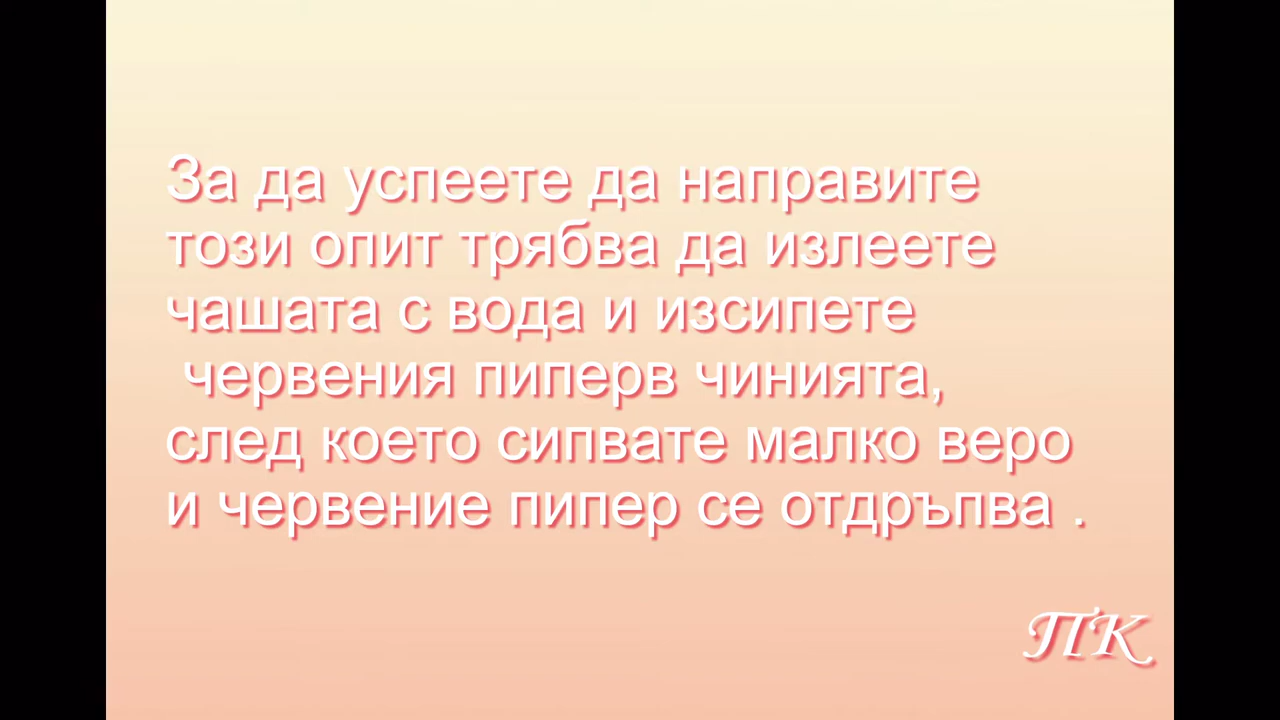 За да успеете да направите
този опит трябва да излеете
чашата с вода и изсипете
червения пиперв чинията,
след което сипвате малко веро
и червение пипер се отдръпва .
ПК